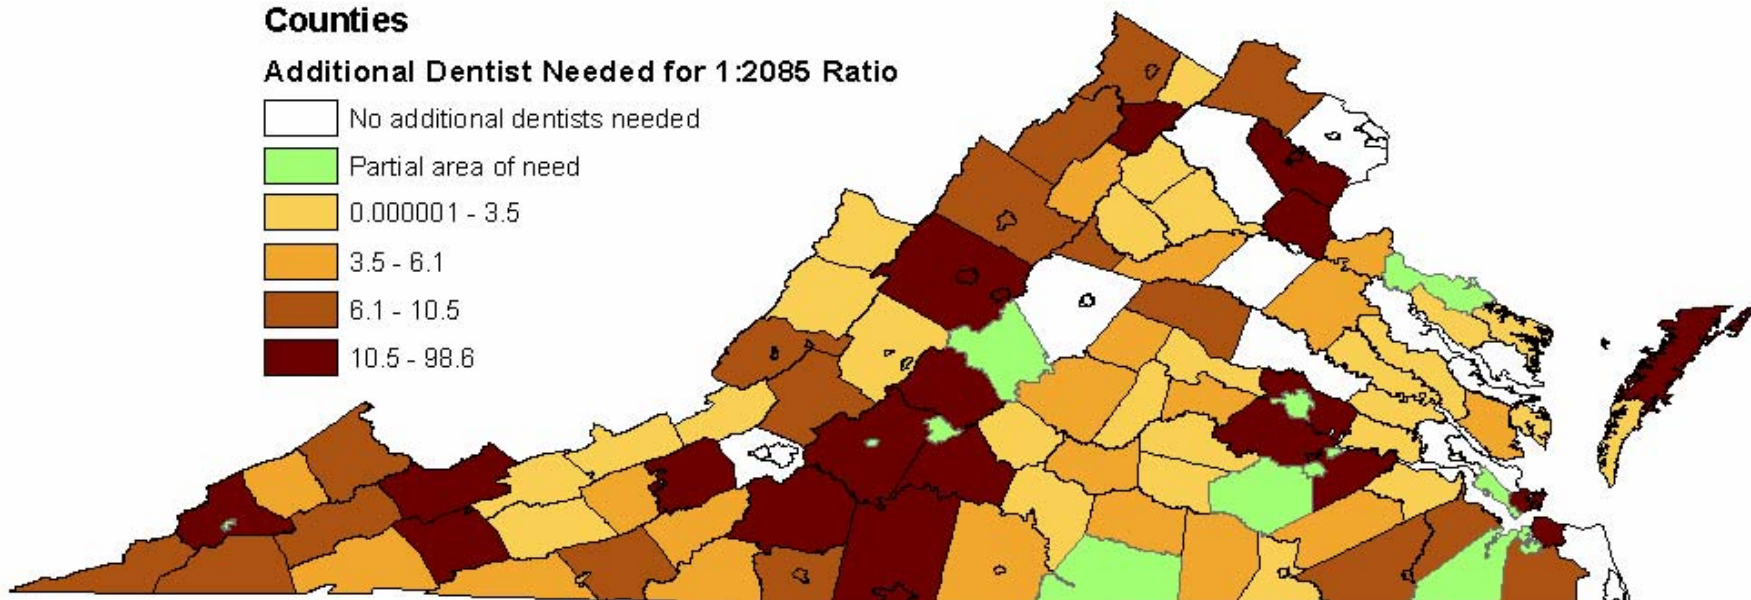 Counties
Additional Dentist Needed for 1:2085 Ratio
No additional dentists needed
Partial area of need
0.000001 - 3.5
3.5 - 6.1
6.1 - 10.5
10.5 - 98.6